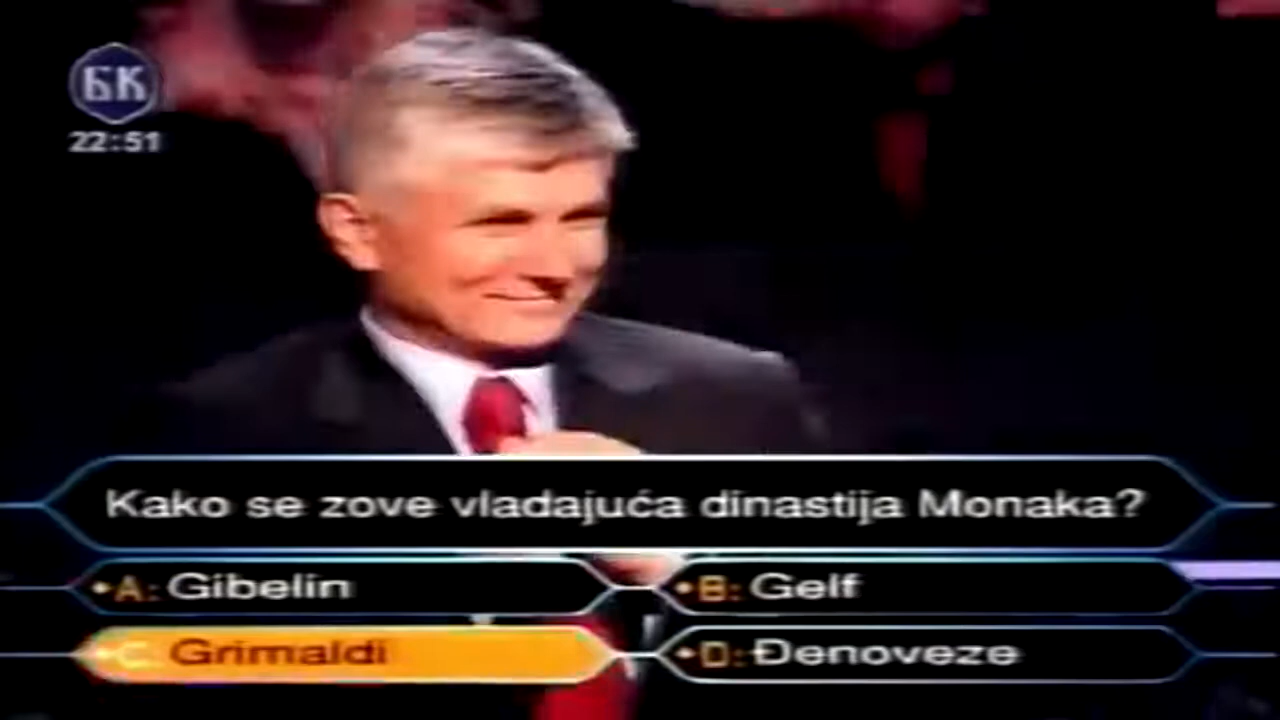 БК
22:51
Kako se zove vladajuća dinastija Monaka?
A: Gibelin
B: Gelf
C Grimaldi
D: Đenoveze